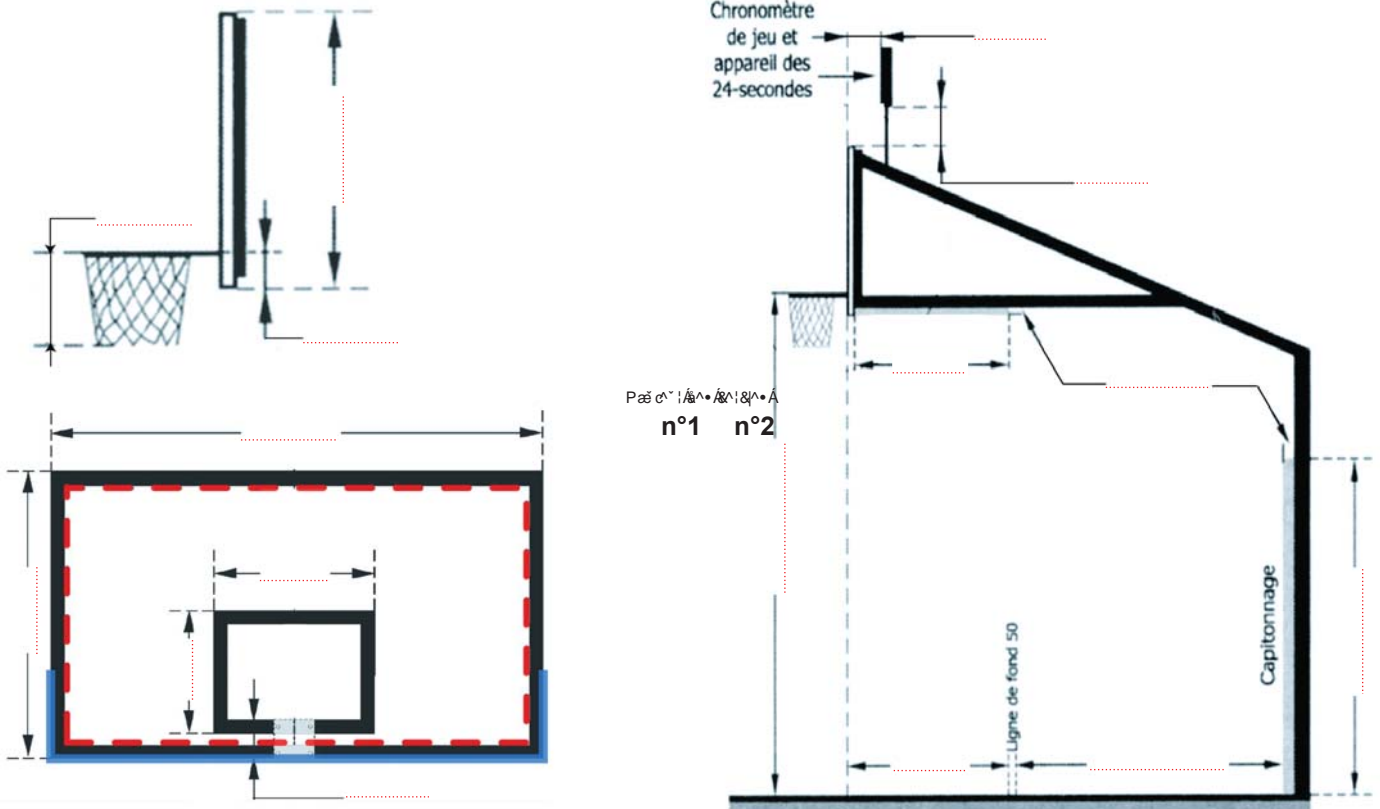 Chronomètre
de jeu et
appareil des
24-secondes
n°1 n°2
Ligne de fond 50
Capitonnage